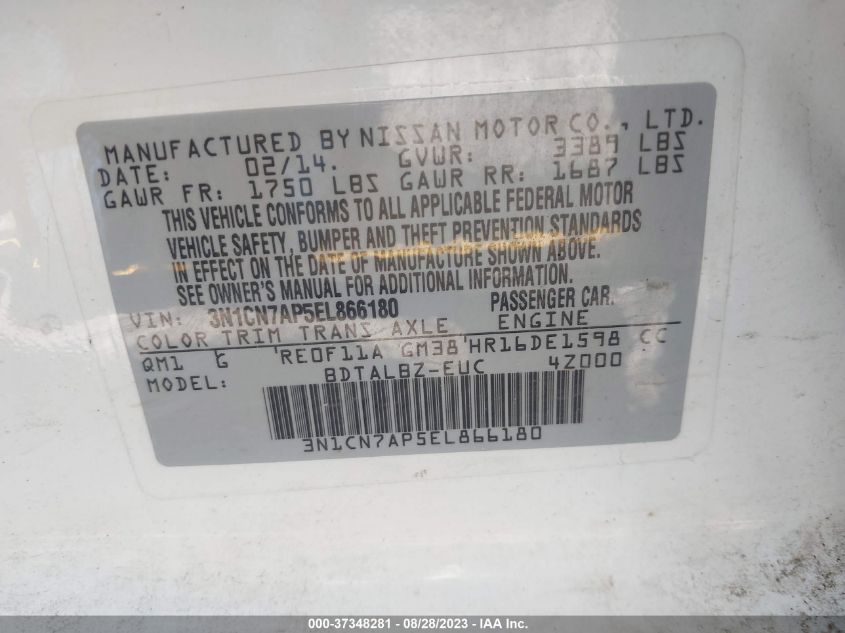 MANUFACTURED BY NISSAN MOTOR CO., LTD.
DATE: 02/14. GVWR: 3389 LBS
GAWR FR: 1750 LBS GAWR RR: 1687 LBS
THIS VEHICLE CONFORMS TO ALL APPLICABLE FEDERAL MOTOR
VEHICLE SAFETY, BUMPER AND THEFT PREVENTION STANDARDS
IN EFFECT ON THE DATE OF MANUFACTURE SHOWN ABOVE.
SEE OWNER'S MANUAL FOR ADDITIONAL INFORMATION.
VIN: 3N1CN7AP5EL866180 PASSENGER CAR.
COLOR TRIM TRANS AXLE ENGINE
QM1 G RE0F11A GM38 HR16DE1598 CC
MODEL: BDTALBZ-EUC 4Z000
3N1CN7AP5EL866180
000-37348281 - 08/28/2023 - IAA Inc.